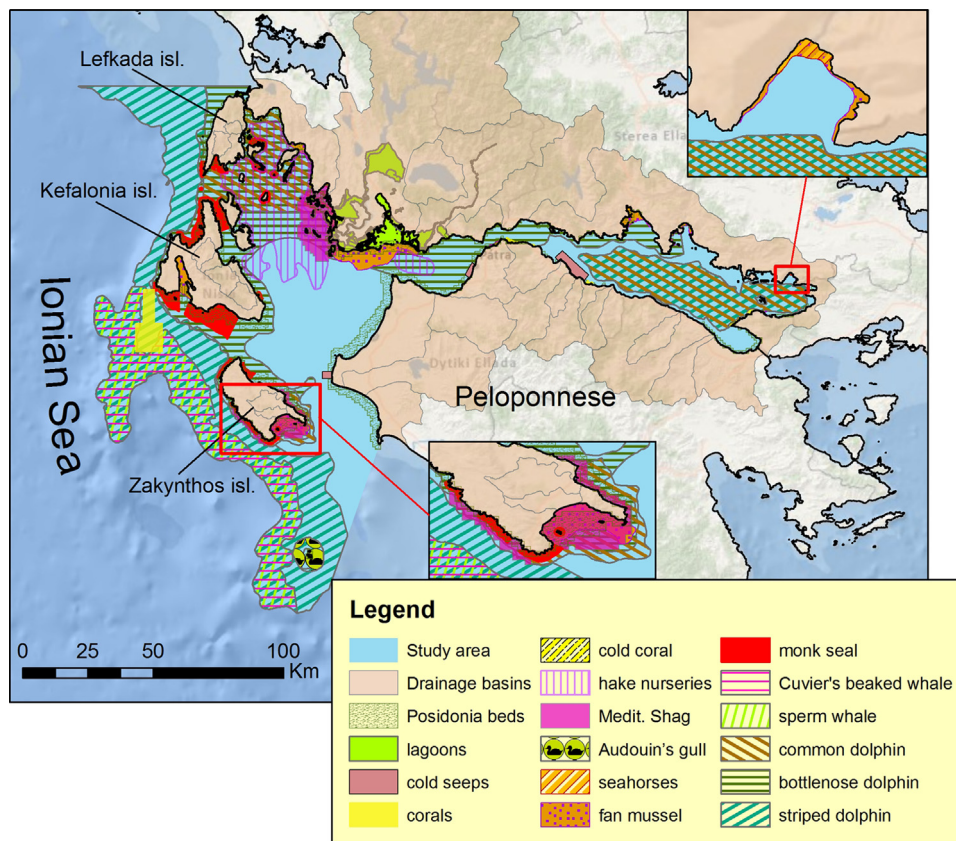 Lefkada isl.
Sterea Ella
Kefalonia isl.
Patra
Ionian Sea
Dytiki Ellada
Peloponnese
Zakynthos isl.
Legend
Study area
Drainage basins
Posidonia beds
lagoons
cold seeps
corals
cold coral
hake nurseries
Medit. Shag
Audouin's gull
seahorses
fan mussel
monk seal
Cuvier's beaked whale
sperm whale
common dolphin
bottlenose dolphin
striped dolphin
0 25 50 100
Km